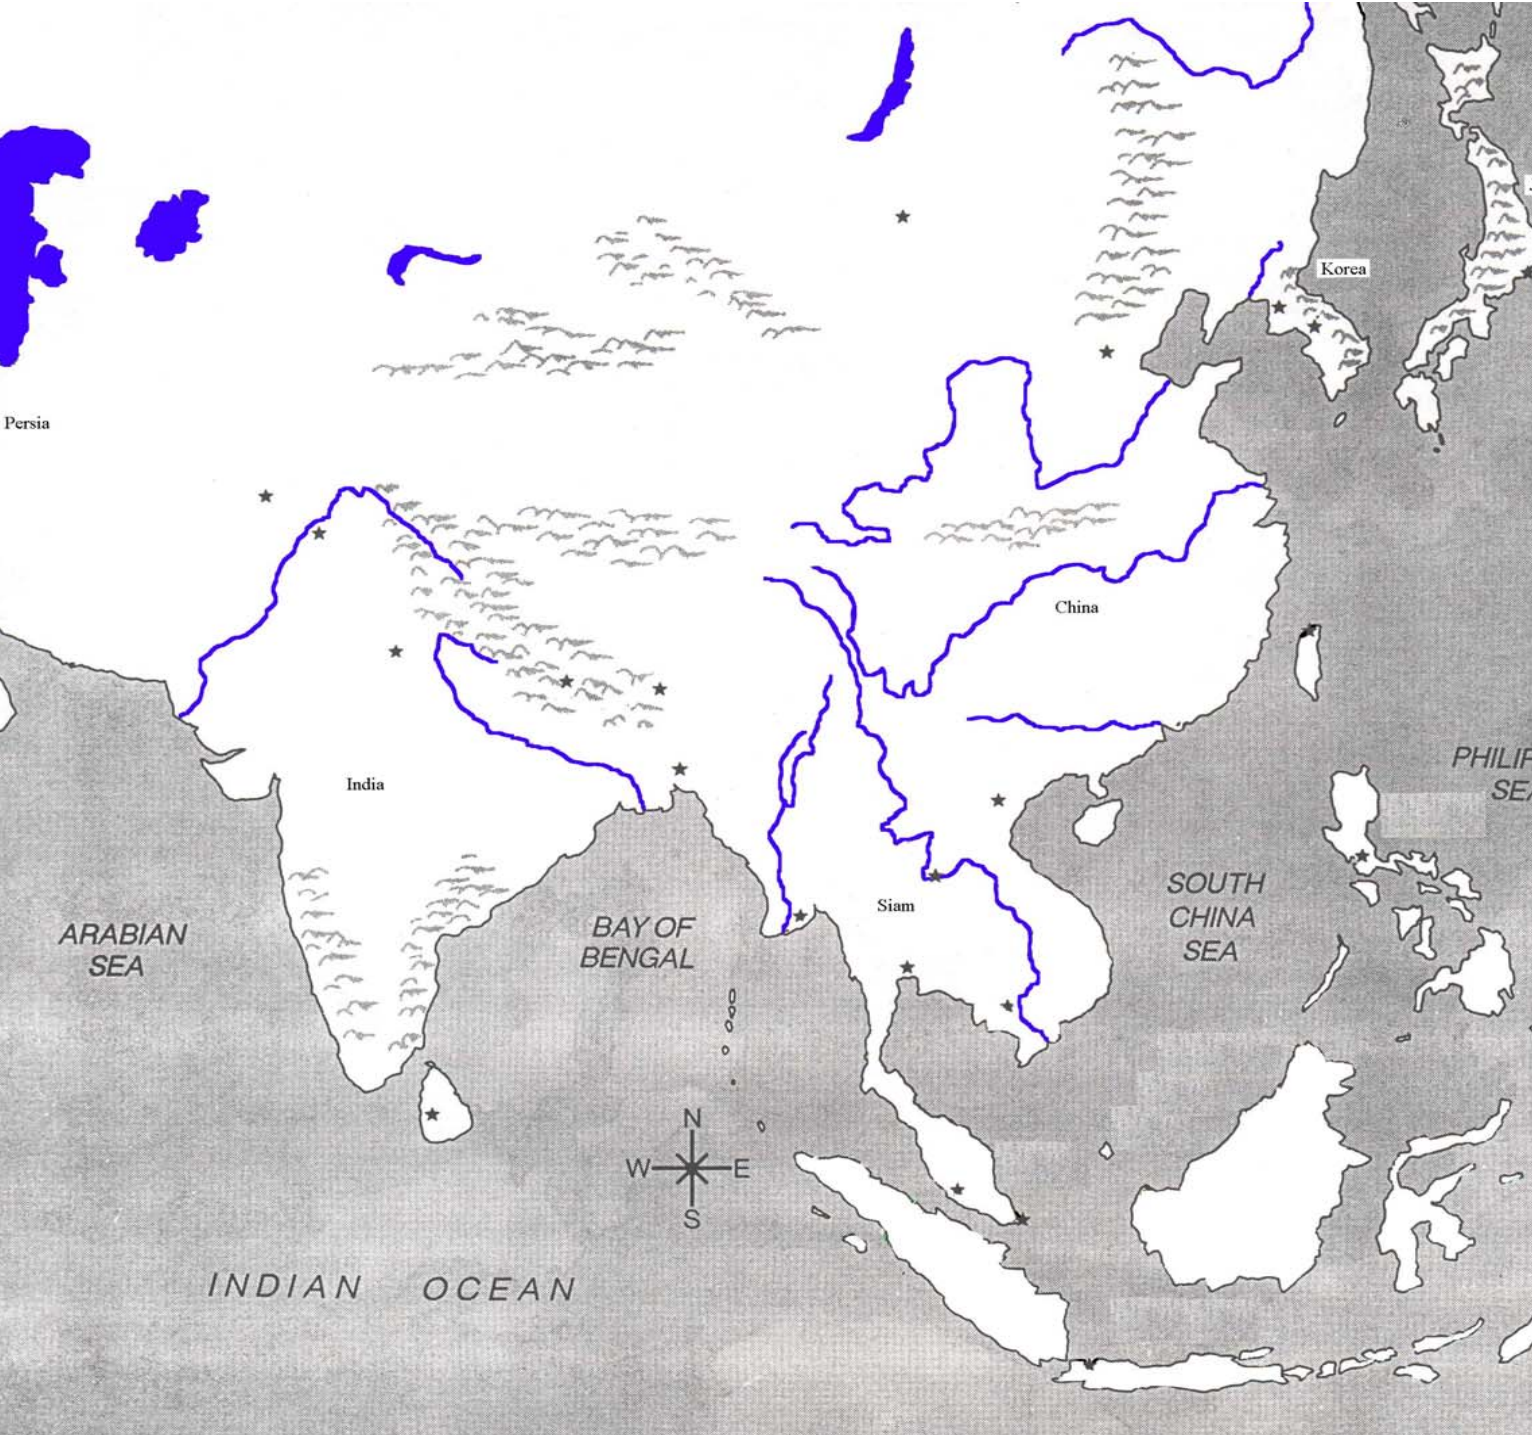 Korea
Persia
China
India
PHILIP
SEA
SOUTH
CHINA
SEA
Siam
ARABIAN
SEA
BAY OF
BENGAL
N
W E
S
INDIAN OCEAN